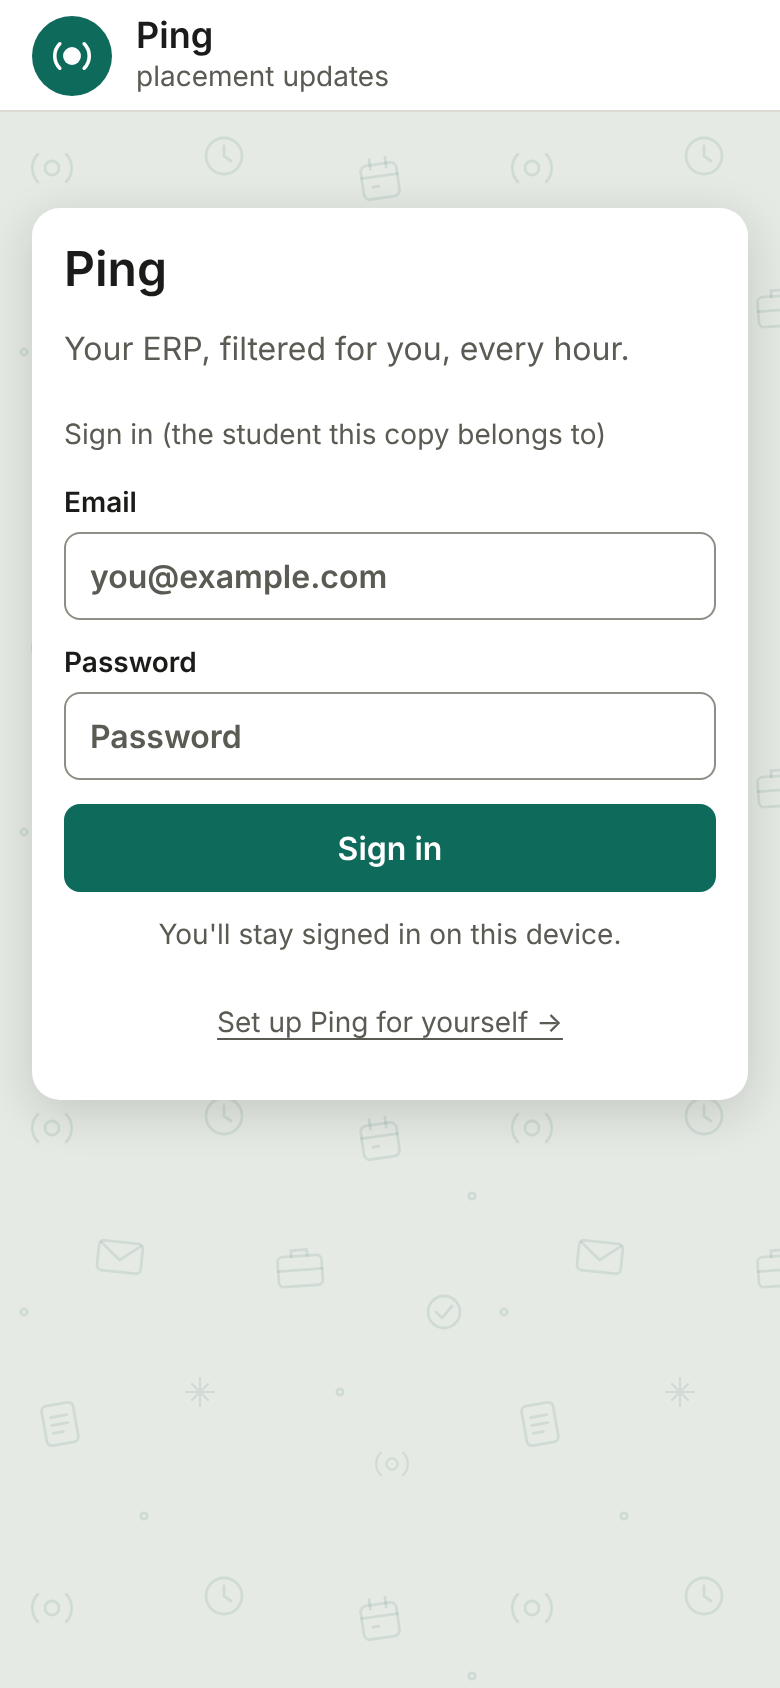 Ping
placement updates
Ping
Your ERP, filtered for you, every hour.
Sign in (the student this copy belongs to)
Email
you@example.com
Password
Password
Sign in
You'll stay signed in on this device.
Set up Ping for yourself →